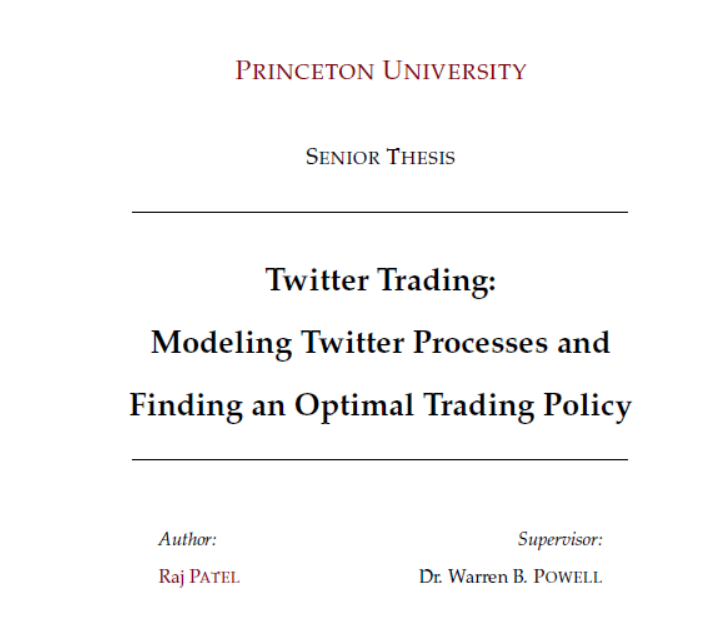 PRINCETON UNIVERSITY
SENIOR THESIS
Twitter Trading:
Modeling Twitter Processes and
Finding an Optimal Trading Policy
Author:
Raj PATEL
Supervisor:
Dr. Warren B. POWELL